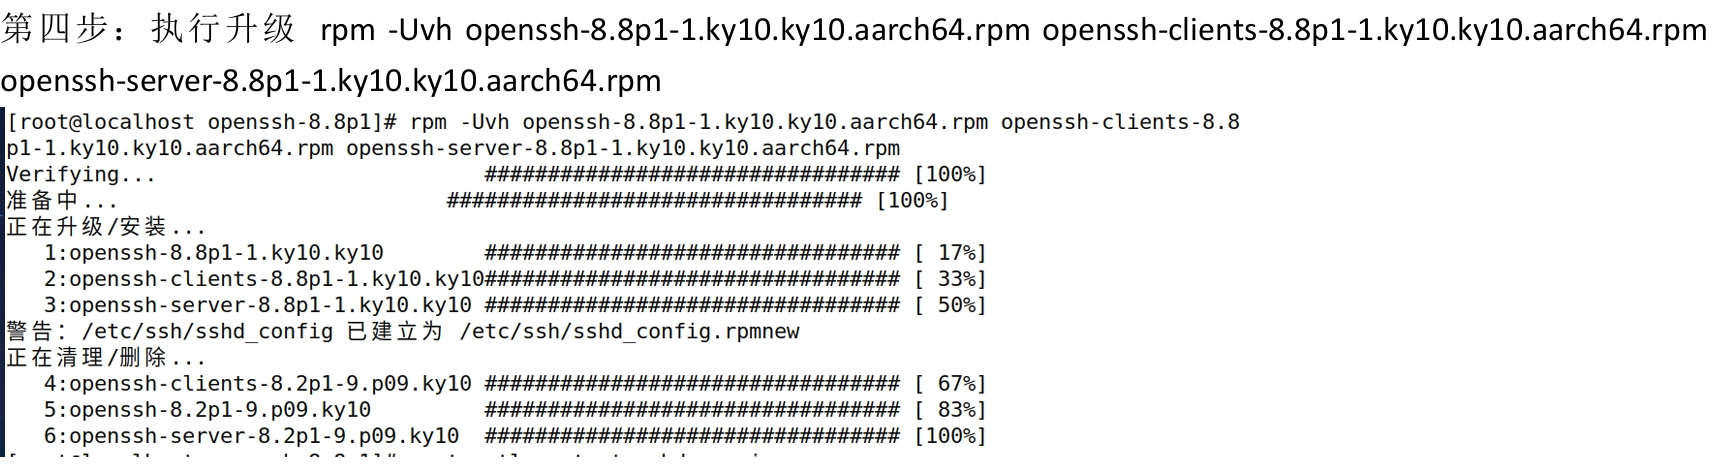 第四步：执行升级 rpm -Uvh openssh-8.8p1-1.ky10.ky10.aarch64.rpm openssh-clients-8.8p1-1.ky10.ky10.aarch64.rpm
openssh-server-8.8p1-1.ky10.ky10.aarch64.rpm
[root@localhost openssh-8.8p1]# rpm -Uvh openssh-8.8p1-1.ky10.ky10.aarch64.rpm openssh-clients-8.8
p1-1.ky10.ky10.aarch64.rpm openssh-server-8.8p1-1.ky10.ky10.aarch64.rpm
Verifying... ################################# [100%]
准备中... ################################# [100%]
正在升级/安装...
1:openssh-8.8p1-1.ky10.ky10 ################################# [ 17%]
2:openssh-clients-8.8p1-1.ky10.ky10################################# [ 33%]
3:openssh-server-8.8p1-1.ky10.ky10 ################################# [ 50%]
警告：/etc/ssh/sshd_config 已建立为 /etc/ssh/sshd_config.rpmnew
正在清理/删除...
4:openssh-clients-8.2p1-9.p09.ky10 ################################# [ 67%]
5:openssh-8.2p1-9.p09.ky10 ################################# [ 83%]
6:openssh-server-8.2p1-9.p09.ky10 ################################# [100%]